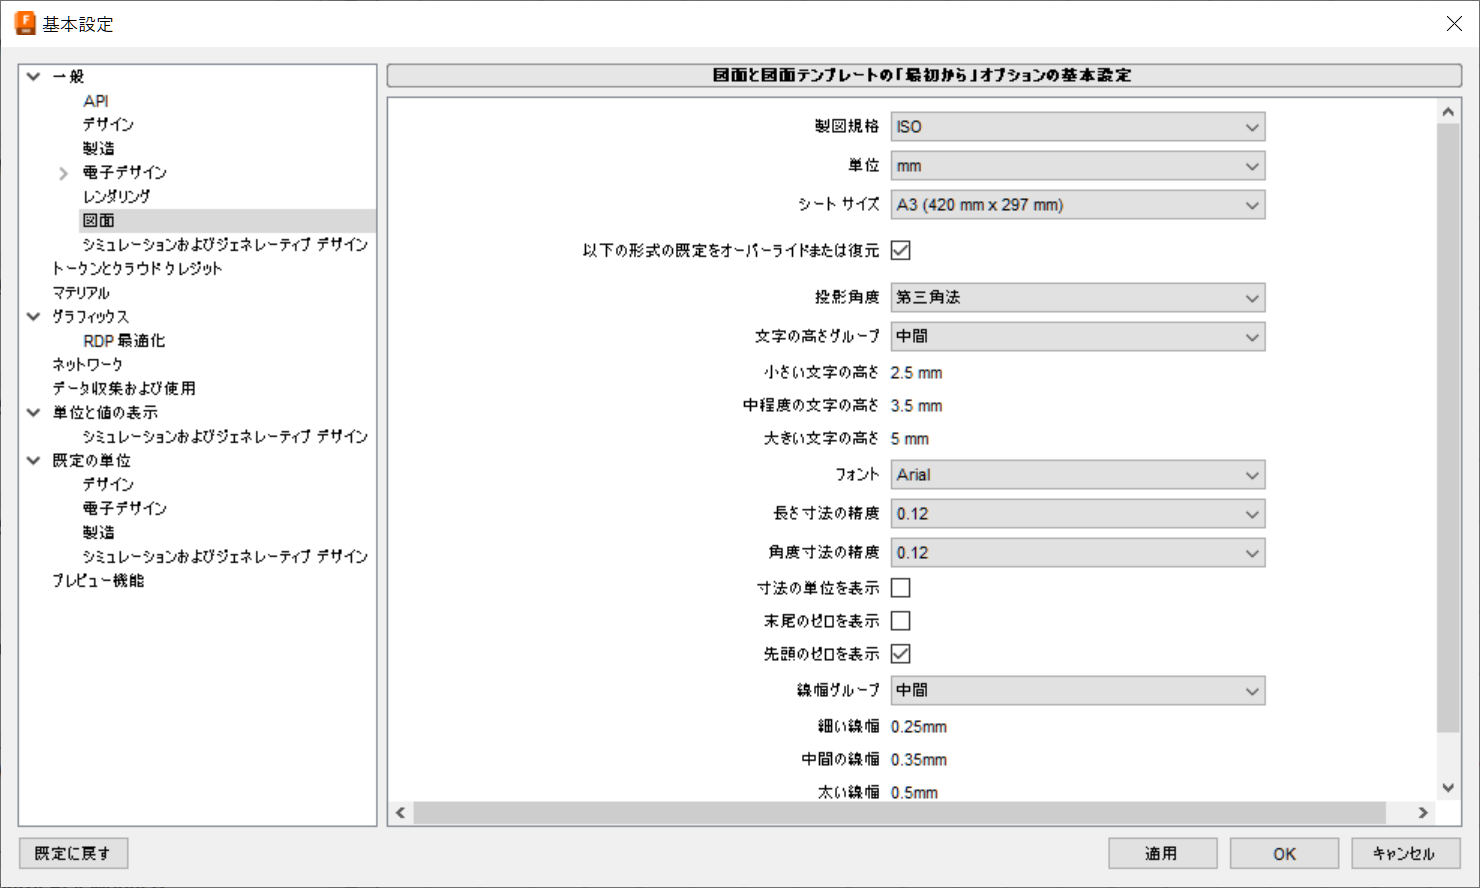 基本設定
一般
API
デザイン
製造
電子デザイン
レンダリング
図面
シミュレーションおよびジェネレーティブ デザイン
トークンとクラウド クレジット
マテリアル
グラフィックス
RDP 最適化
ネットワーク
データ収集および使用
単位と値の表示
シミュレーションおよびジェネレーティブ デザイン
既定の単位
デザイン
電子デザイン
製造
シミュレーションおよびジェネレーティブ デザイン
プレビュー機能
図面と図面テンプレートの「最初から」オプションの基本設定
製図規格 ISO
単位 mm
シート サイズ A3 (420 mm x 297 mm)
以下の形式の既定をオーバーライドまたは復元
投影角度 第三角法
文字の高さグループ 中間
小さい文字の高さ 2.5 mm
中程度の文字の高さ 3.5 mm
大きい文字の高さ 5 mm
フォント Arial
長さ寸法の精度 0.12
角度寸法の精度 0.12
寸法の単位を表示
末尾のゼロを表示
先頭のゼロを表示
線幅グループ 中間
細い線幅 0.25mm
中間の線幅 0.35mm
太い線幅 0.5mm
既定に戻す 適用 OK キャンセル